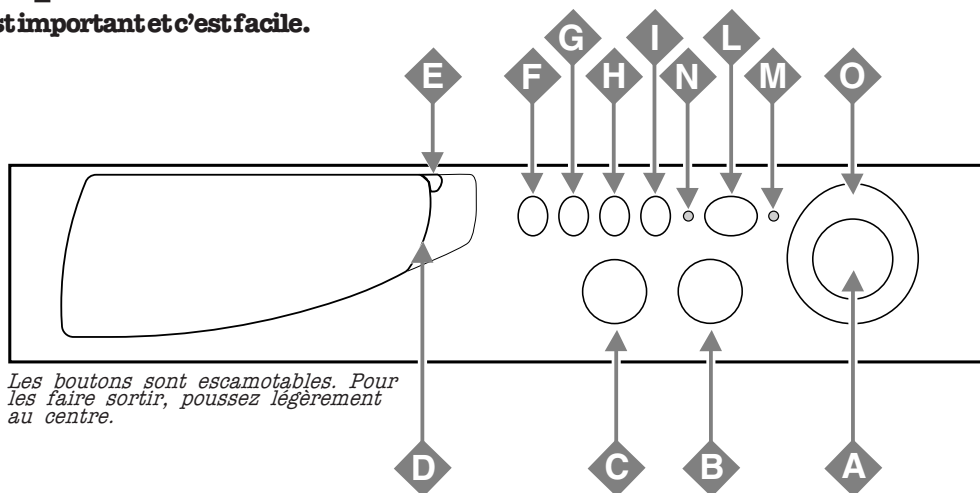 st important et c'est facile.
G I L
E F H N M O
Les boutons sont escamotables. Pour
les faire sortir, poussez légèrement
au centre.
D C B A